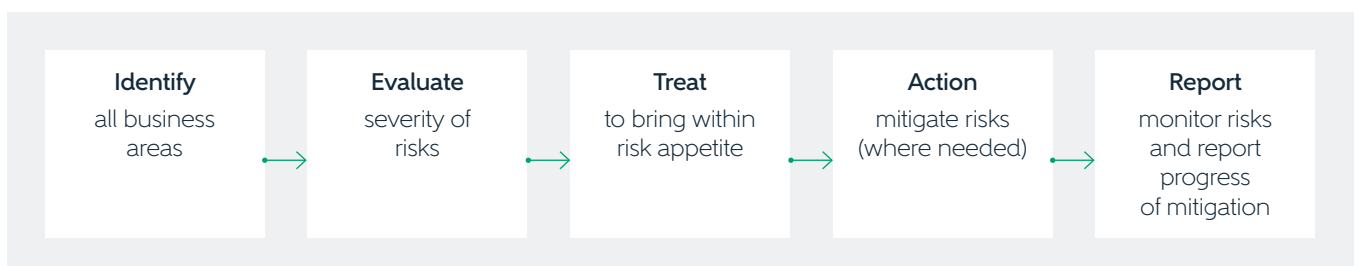 Identify
all business
areas
Evaluate
severity of
risks
Treat
to bring within
risk appetite
Action
mitigate risks
(where needed)
Report
monitor risks
and report
progress
of mitigation